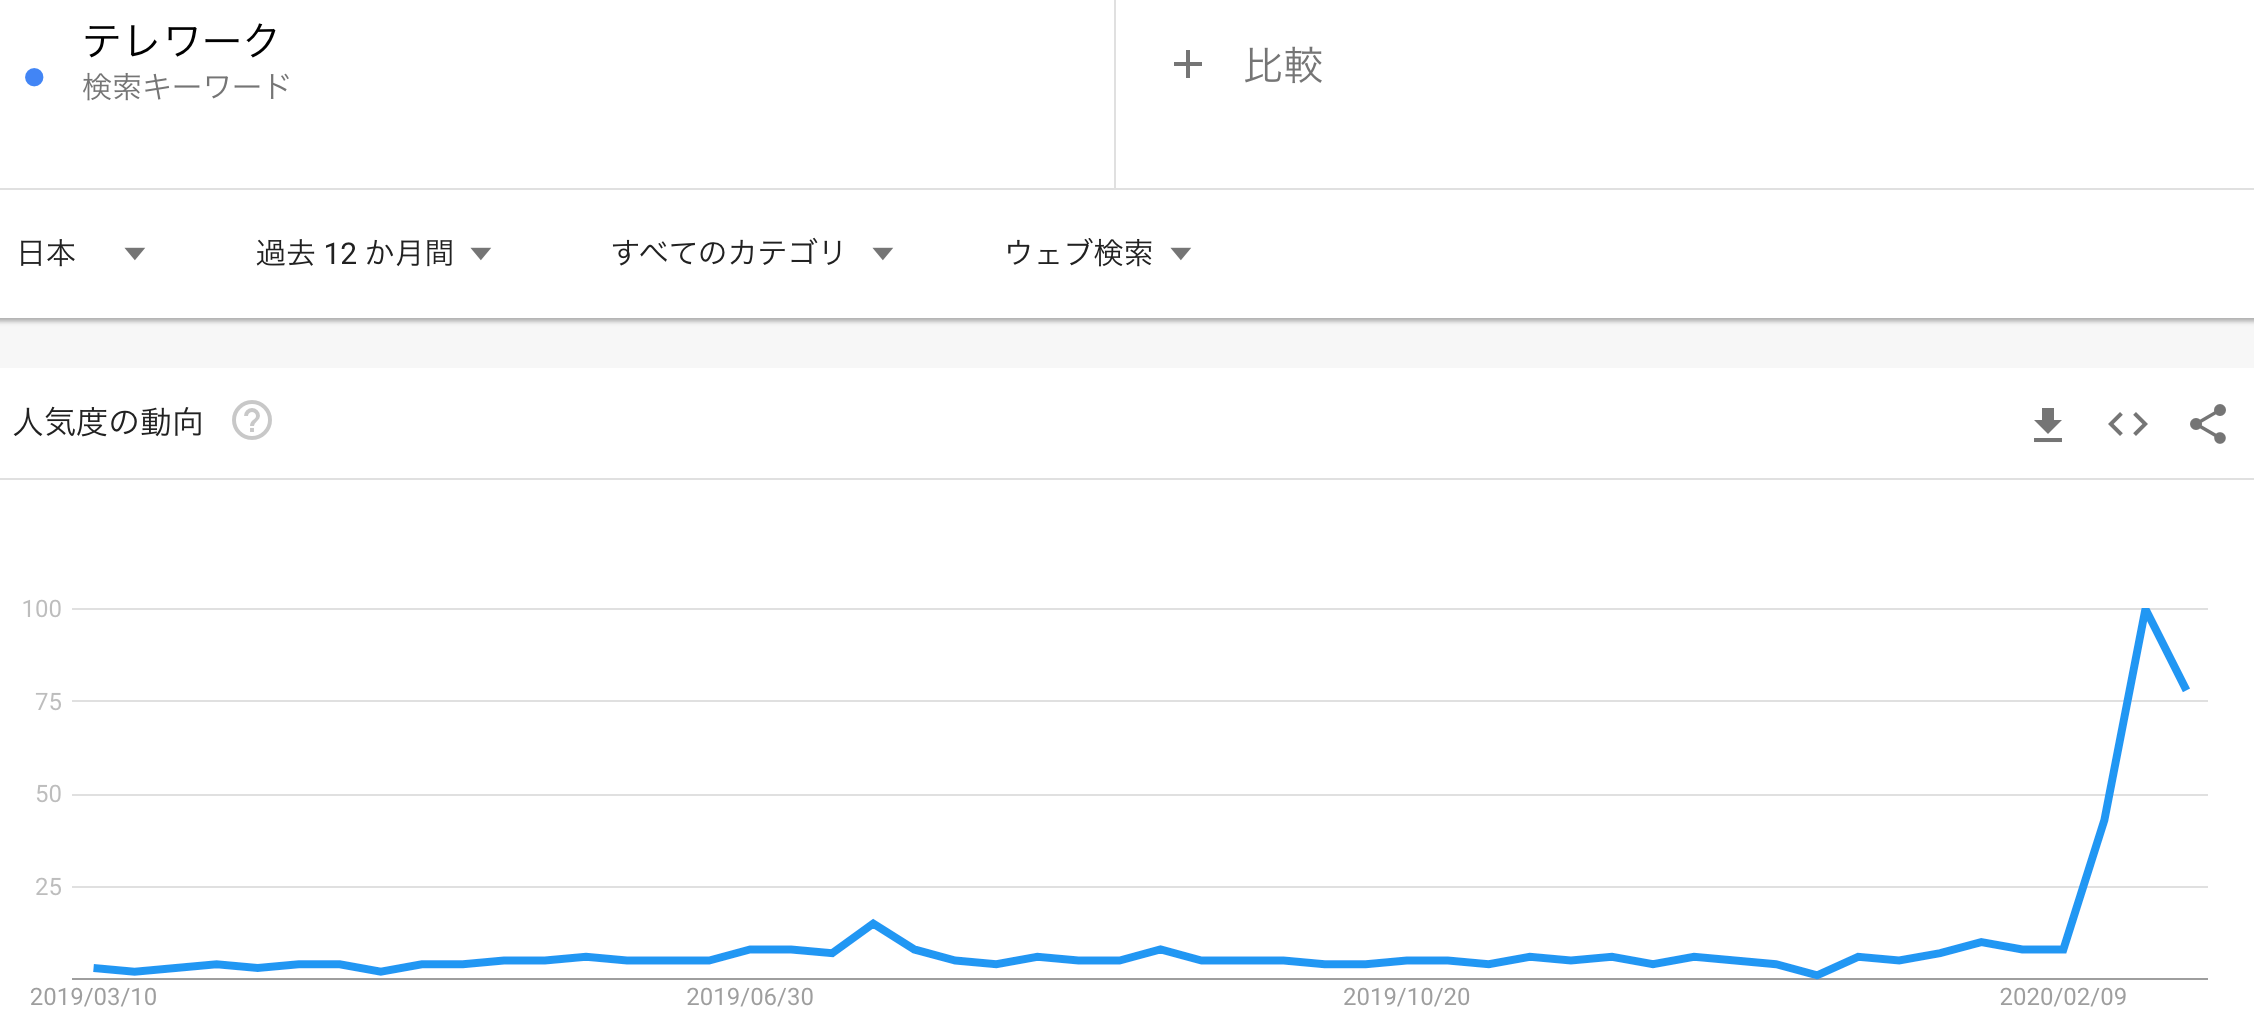 テレワーク
検索キーワード
+ 比較
日本
過去 12 か月間
すべてのカテゴリ
ウェブ検索
人気度の動向 ?
100
75
50
25
2019/03/10
2019/06/30
2019/10/20
2020/02/09